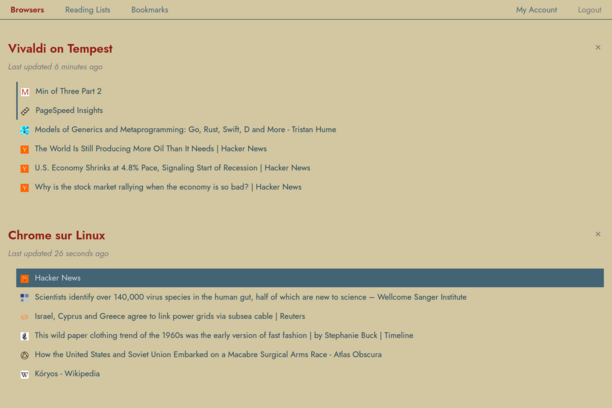 Browsers Reading Lists Bookmarks My Account Logout
Vivaldi on Tempest ×
Last updated 6 minutes ago
M Min of Three Part 2
PageSpeed Insights
Models of Generics and Metaprogramming: Go, Rust, Swift, D and More - Tristan Hume
Y The World Is Still Producing More Oil Than It Needs | Hacker News
Y U.S. Economy Shrinks at 4.8% Pace, Signaling Start of Recession | Hacker News
Y Why is the stock market rallying when the economy is so bad? | Hacker News
Chrome sur Linux ×
Last updated 26 seconds ago
Hacker News
Scientists identify over 140,000 virus species in the human gut, half of which are new to science – Wellcome Sanger Institute
Israel, Cyprus and Greece agree to link power grids via subsea cable | Reuters
This wild paper clothing trend of the 1960s was the early version of fast fashion | by Stephanie Buck | Timeline
How the United States and Soviet Union Embarked on a Macabre Surgical Arms Race - Atlas Obscura
W Kóryos - Wikipedia